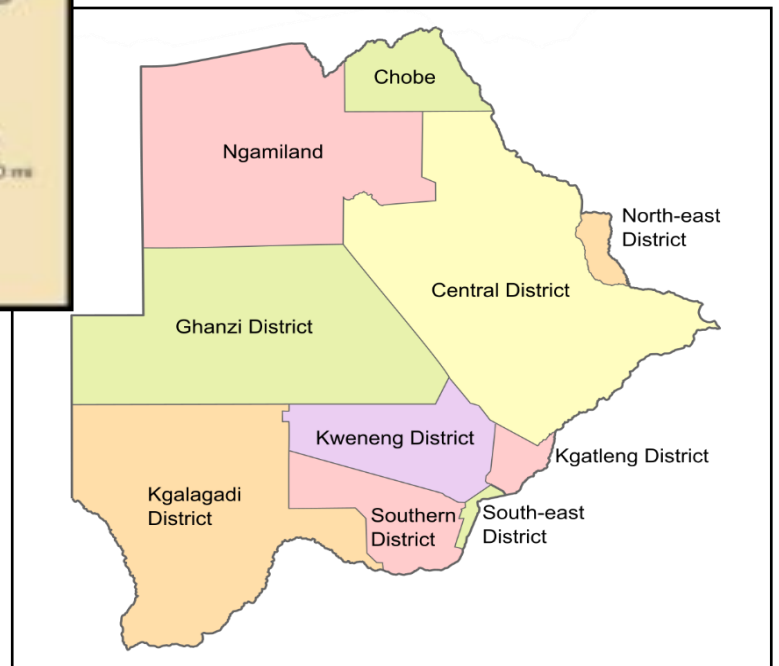 Chobe
Ngamiland
mi
North-east
District
Central District
Ghanzi District
Kweneng District
Kgatleng District
Kgalagadi
District
Southern
District
South-east
District